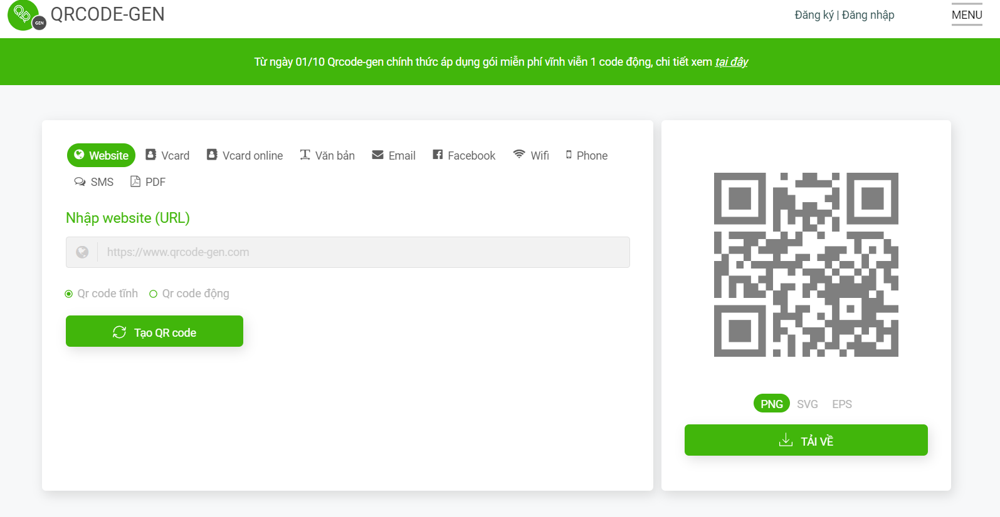 GEN QRCODE-GEN
Đăng ký | Đăng nhập
MENU
Từ ngày 01/10 Qrcode-gen chính thức áp dụng gói miễn phí vĩnh viễn 1 code động, chi tiết xem tại đây
Website Vcard Vcard online Văn bản Email Facebook Wifi Phone
SMS PDF
Nhập website (URL)
https://www.qrcode-gen.com
Qr code tĩnh Qr code động
Tạo QR code
PNG SVG EPS
TẢI VỀ